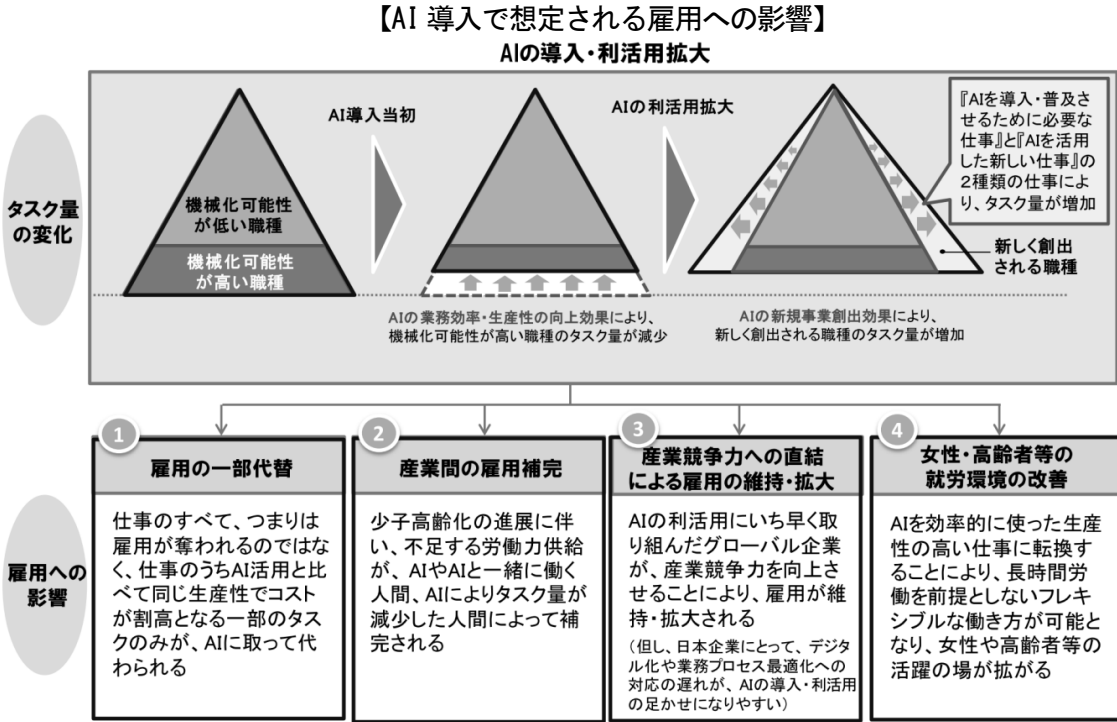 【AI 導入で想定される雇用への影響】
AIの導入・利活用拡大
タスク量
の変化
機械化可能性
が低い職種
機械化可能性
が高い職種
AI導入当初
AIの業務効率・生産性の向上効果により、
機械化可能性が高い職種のタスク量が減少
AIの利活用拡大
『AIを導入・普及さ
せるために必要な
仕事』と『AIを活用
した新しい仕事』の
2種類の仕事によ
り、タスク量が増加
新しく創出
される職種
AIの新規事業創出効果により、
新しく創出される職種のタスク量が増加
雇用への
影響
1
雇用の一部代替
仕事のすべて、つまりは
雇用が奪われるのではな
く、仕事のうちAI活用と比
べて同じ生産性でコスト
が割高となる一部のタス
クのみが、AIに取って代
わられる
2
産業間の雇用補完
少子高齢化の進展に伴
い、不足する労働力供給
が、AIやAIと一緒に働く
人間、AIによりタスク量が
減少した人間によって補
完される
3
産業競争力への直結
による雇用の維持・拡大
AIの利活用にいち早く取
り組んだグローバル企業
が、産業競争力を向上さ
せることにより、雇用が維
持・拡大される
（但し、日本企業にとって、デジタ
ル化や業務プロセス最適化への
対応の遅れが、AIの導入・利活用
の足かせになりやすい）
4
女性・高齢者等の
就労環境の改善
AIを効率的に使った生産
性の高い仕事に転換す
ることにより、長時間労
働を前提としないフレキ
シブルな働き方が可能と
なり、女性や高齢者等の
活躍の場が拡がる